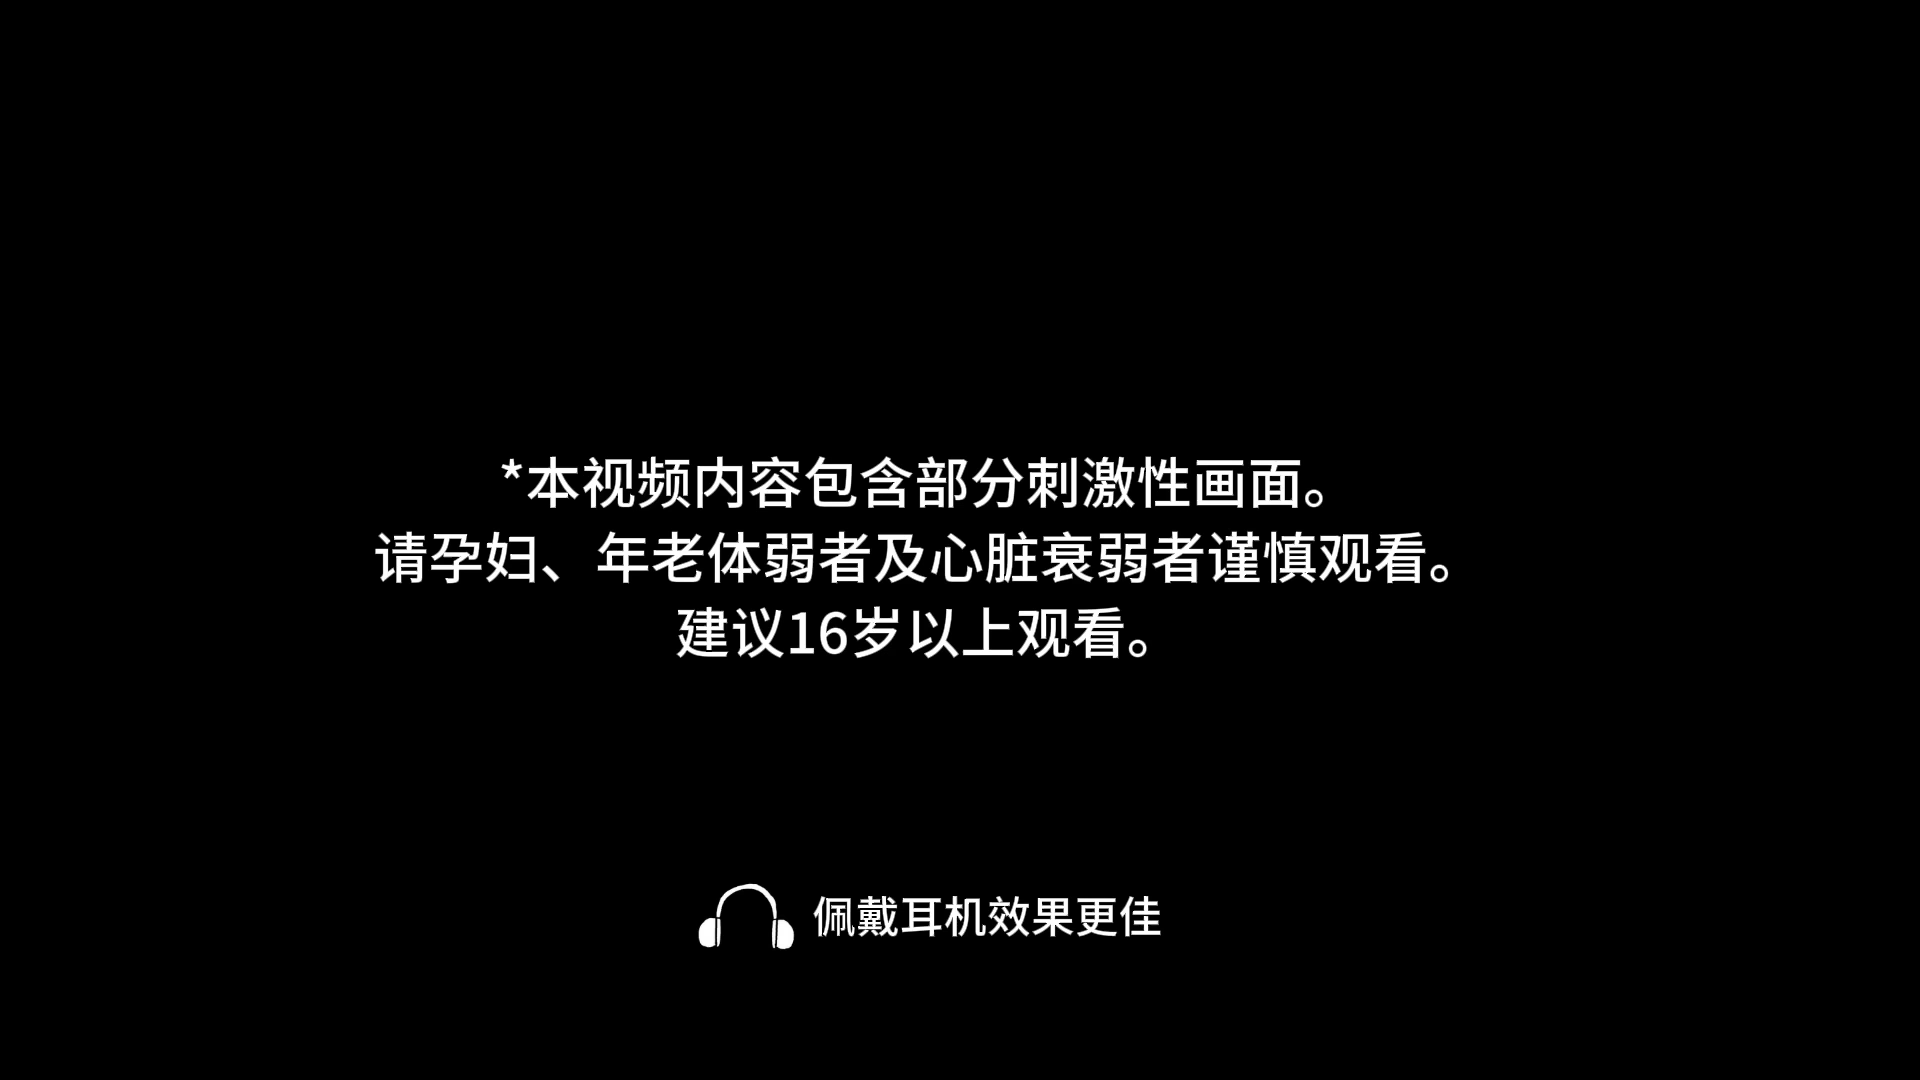 *本视频内容包含部分刺激性画面。
请孕妇、年老体弱者及心脏衰弱者谨慎观看。
建议16岁以上观看。
佩戴耳机效果更佳